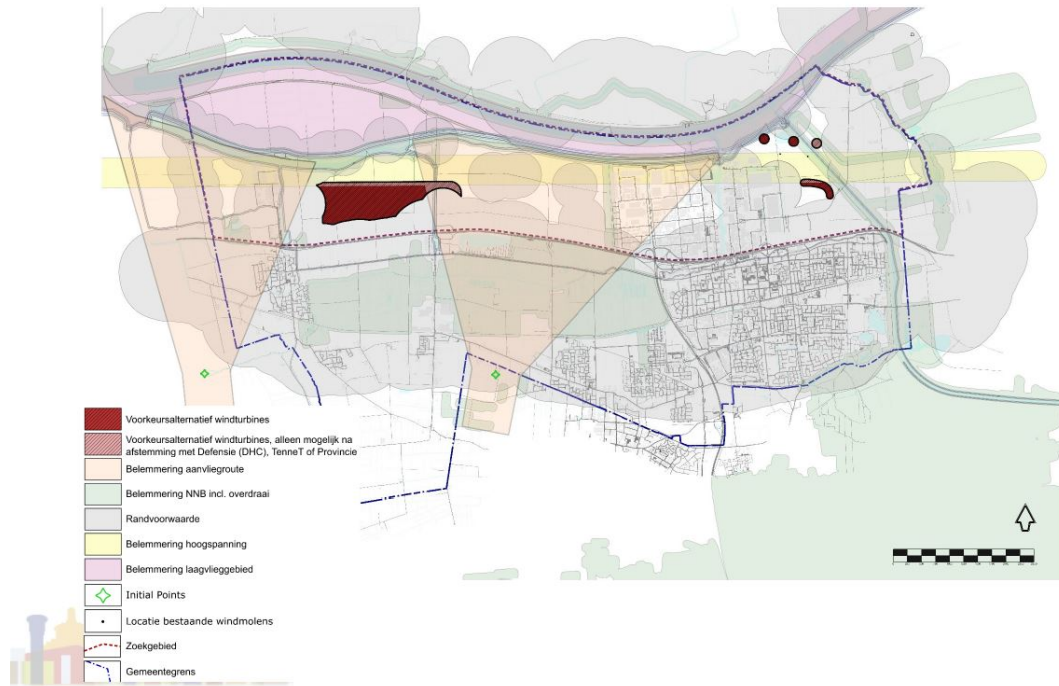 Voorkeursalternatief windturbines
Voorkeursalternatief windturbines, alleen mogelijk na
afstemming met Defensie (DHC), TenneT of Provincie
Belemmering aanvliegroute
Belemmering NNB incl. overdraai
Randvoorwaarde
Belemmering hoogspanning
Belemmering laagvlieggebied
Initial Points
Locatie bestaande windmolens
Zoekgebied
Gemeentegrens